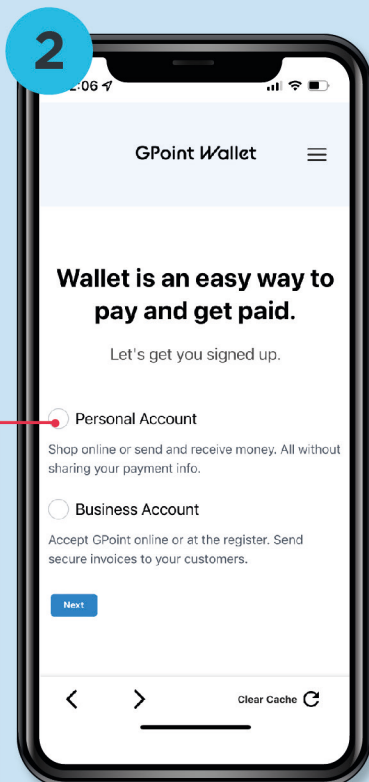 2
:06
GPoint Wallet
Wallet is an easy way to
pay and get paid.
Let's get you signed up.
Personal Account
Shop online or send and receive money. All without
sharing your payment info.
Business Account
Accept GPoint online or at the register. Send
secure invoices to your customers.
Next
Clear Cache